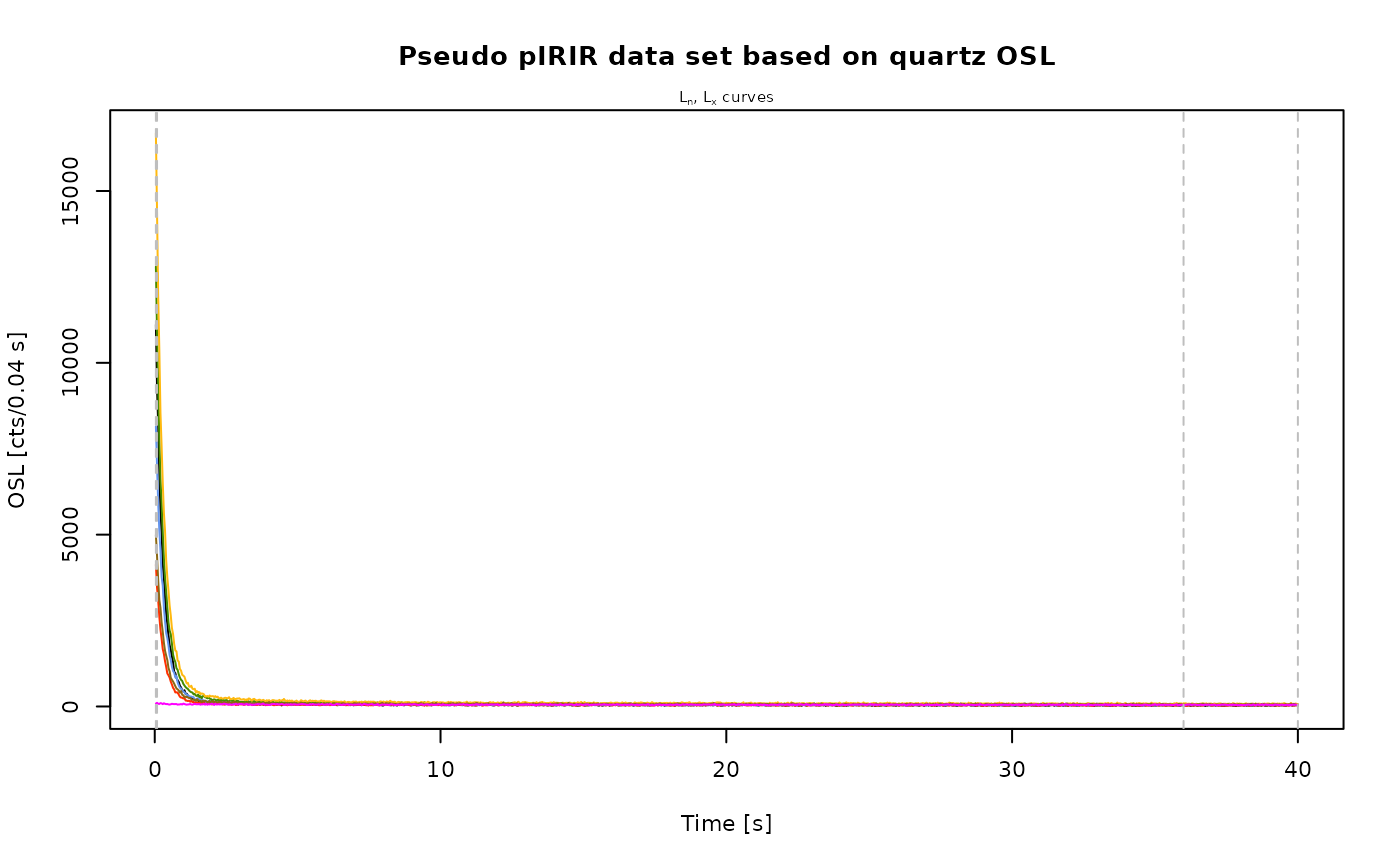 Pseudo pIRIR data set based on quartz OSL
Ln, Lx curves
OSL [cts/0.04 s]
15000
10000
5000
0
0 10 20 30 40
Time [s]